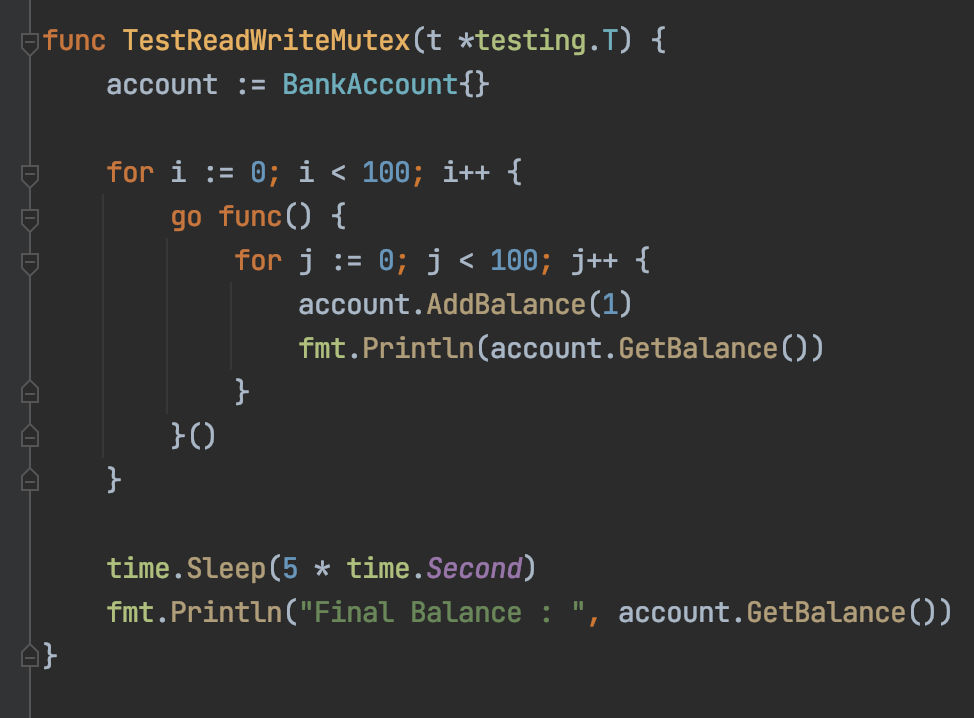 func TestReadWriteMutex(t *testing.T) {
    account := BankAccount{}

    for i := 0; i < 100; i++ {
        go func() {
            for j := 0; j < 100; j++ {
                account.AddBalance(1)
                fmt.Println(account.GetBalance())
            }
        }()
    }

    time.Sleep(5 * time.Second)
    fmt.Println("Final Balance : ", account.GetBalance())
}